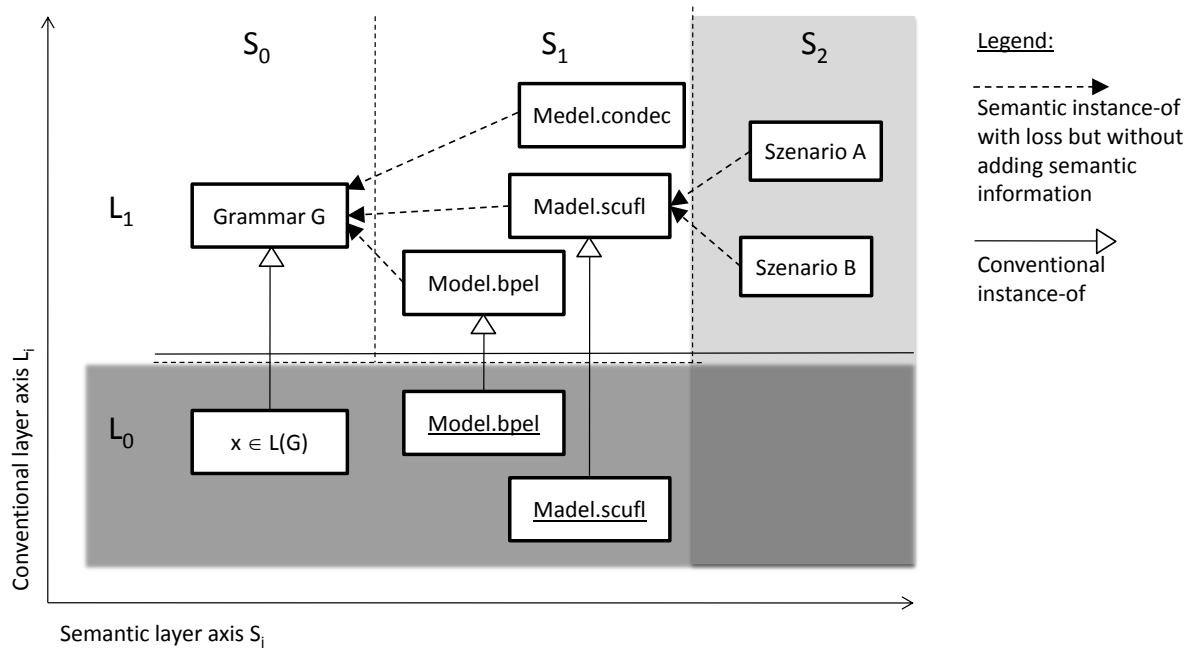 S0
S1
S2
Legend:
Semantic instance-of
with loss but without
adding semantic
information
Conventional
instance-of
Medel.condec
Szenario A
L1
Grammar G
Madel.scufl
Szenario B
Model.bpel
L0
x ∈ L(G)
Model.bpel
Madel.scufl
Conventional layer axis Li
Semantic layer axis Sj